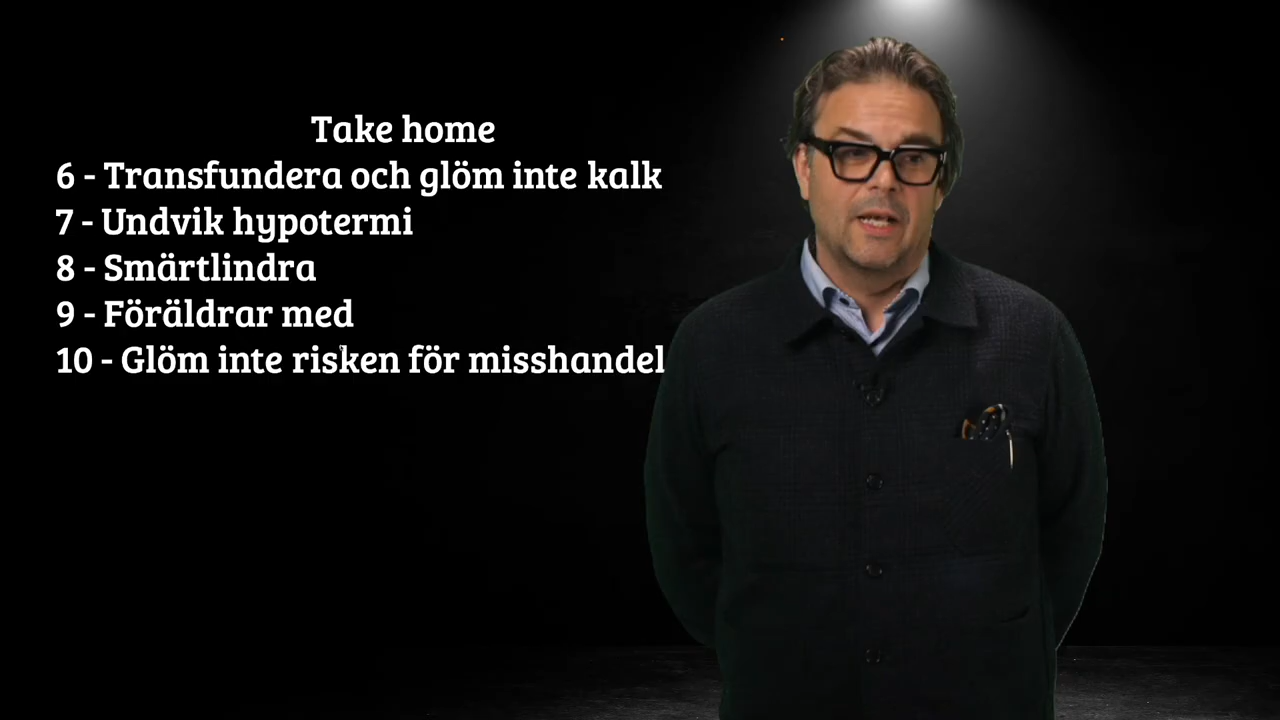 Take home
6 - Transfundera och glöm inte kalk
7 - Undvik hypotermi
8 - Smärtlindra
9 - Föräldrar med
10 - Glöm inte risken för misshandel